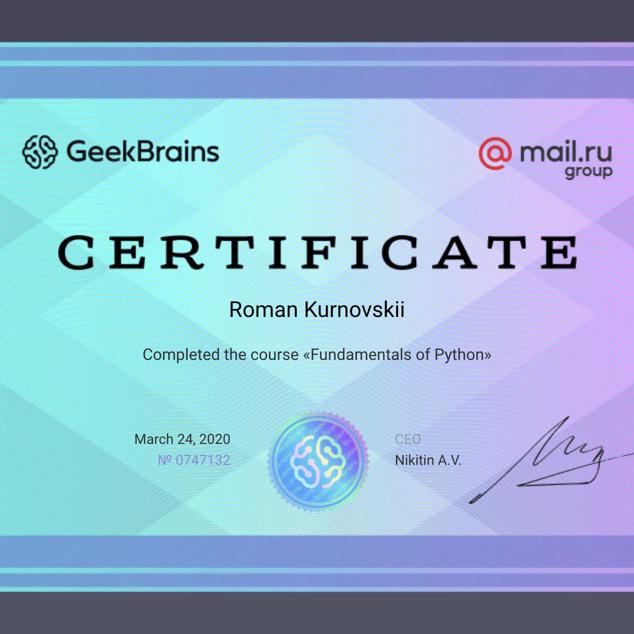 GeekBrains
@mail.ru
group
CERTIFICATE
Roman Kurnovskii
Completed the course «Fundamentals of Python»
March 24, 2020
№ 0747132
CEO
Nikitin A.V.